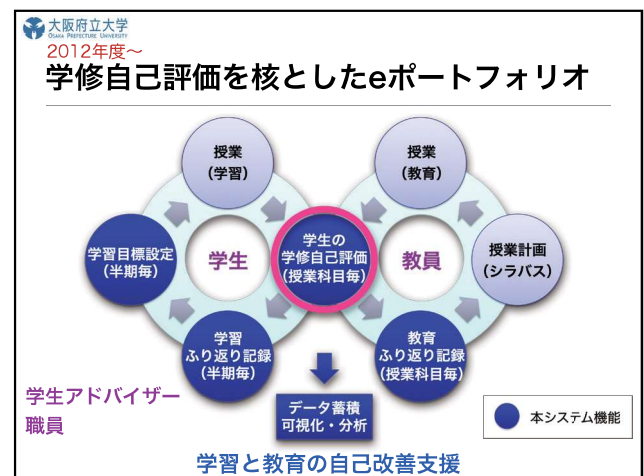 大阪府立大学
OSAKA PREFECTURE UNIVERSITY
2012年度～
学修自己評価を核としたeポートフォリオ
授業
（学習）
授業
（教育）
学習目標設定
（半期毎）
学生
学生の
学修自己評価
（授業科目毎）
教員
授業計画
（シラバス）
学習
ふり返り記録
（半期毎）
教育
ふり返り記録
（授業科目毎）
学生アドバイザー
職員
データ蓄積
可視化・分析
本システム機能
学習と教育の自己改善支援